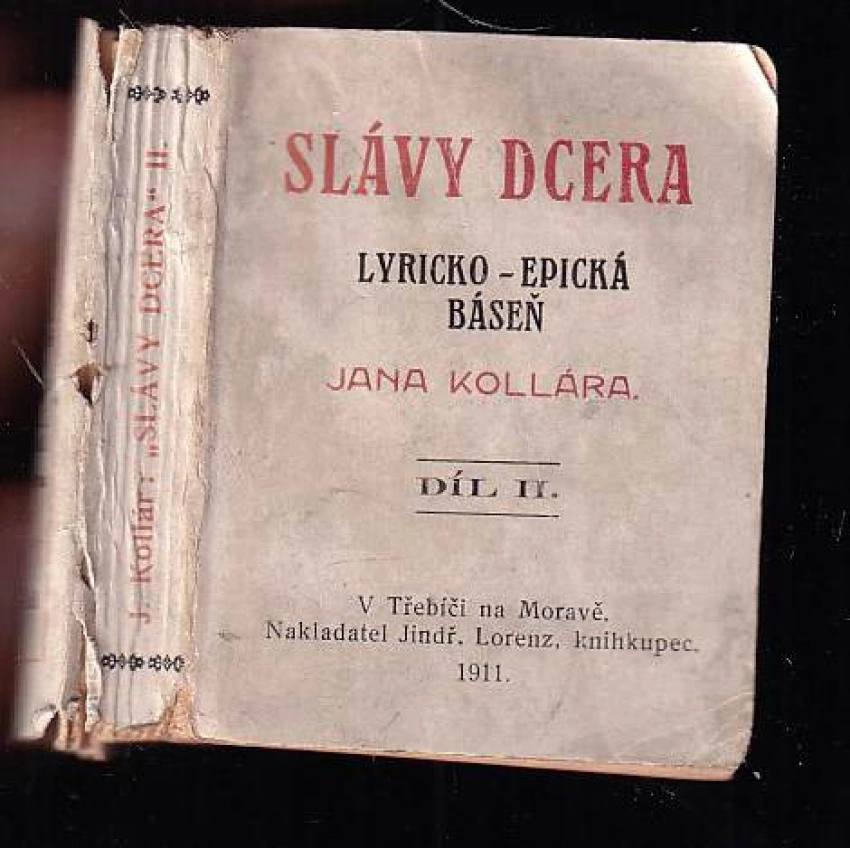 J. Kollár: „SLÁVY DCERA“ II.
SLÁVY DCERA
LYRICKO – EPICKÁ
BÁSEŇ
JANA KOLLÁRA.
DÍL II.
V Třebíči na Moravě.
Nakladatel Jindř. Lorenz, knihkupec.
1911.